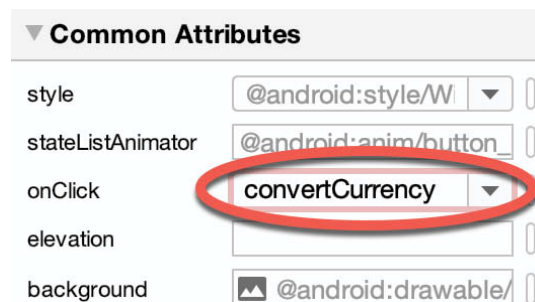 Common Attributes
style @android:style/Wi
stateListAnimator @android:anim/button_
onClick convertCurrency
elevation
background @android:drawable/